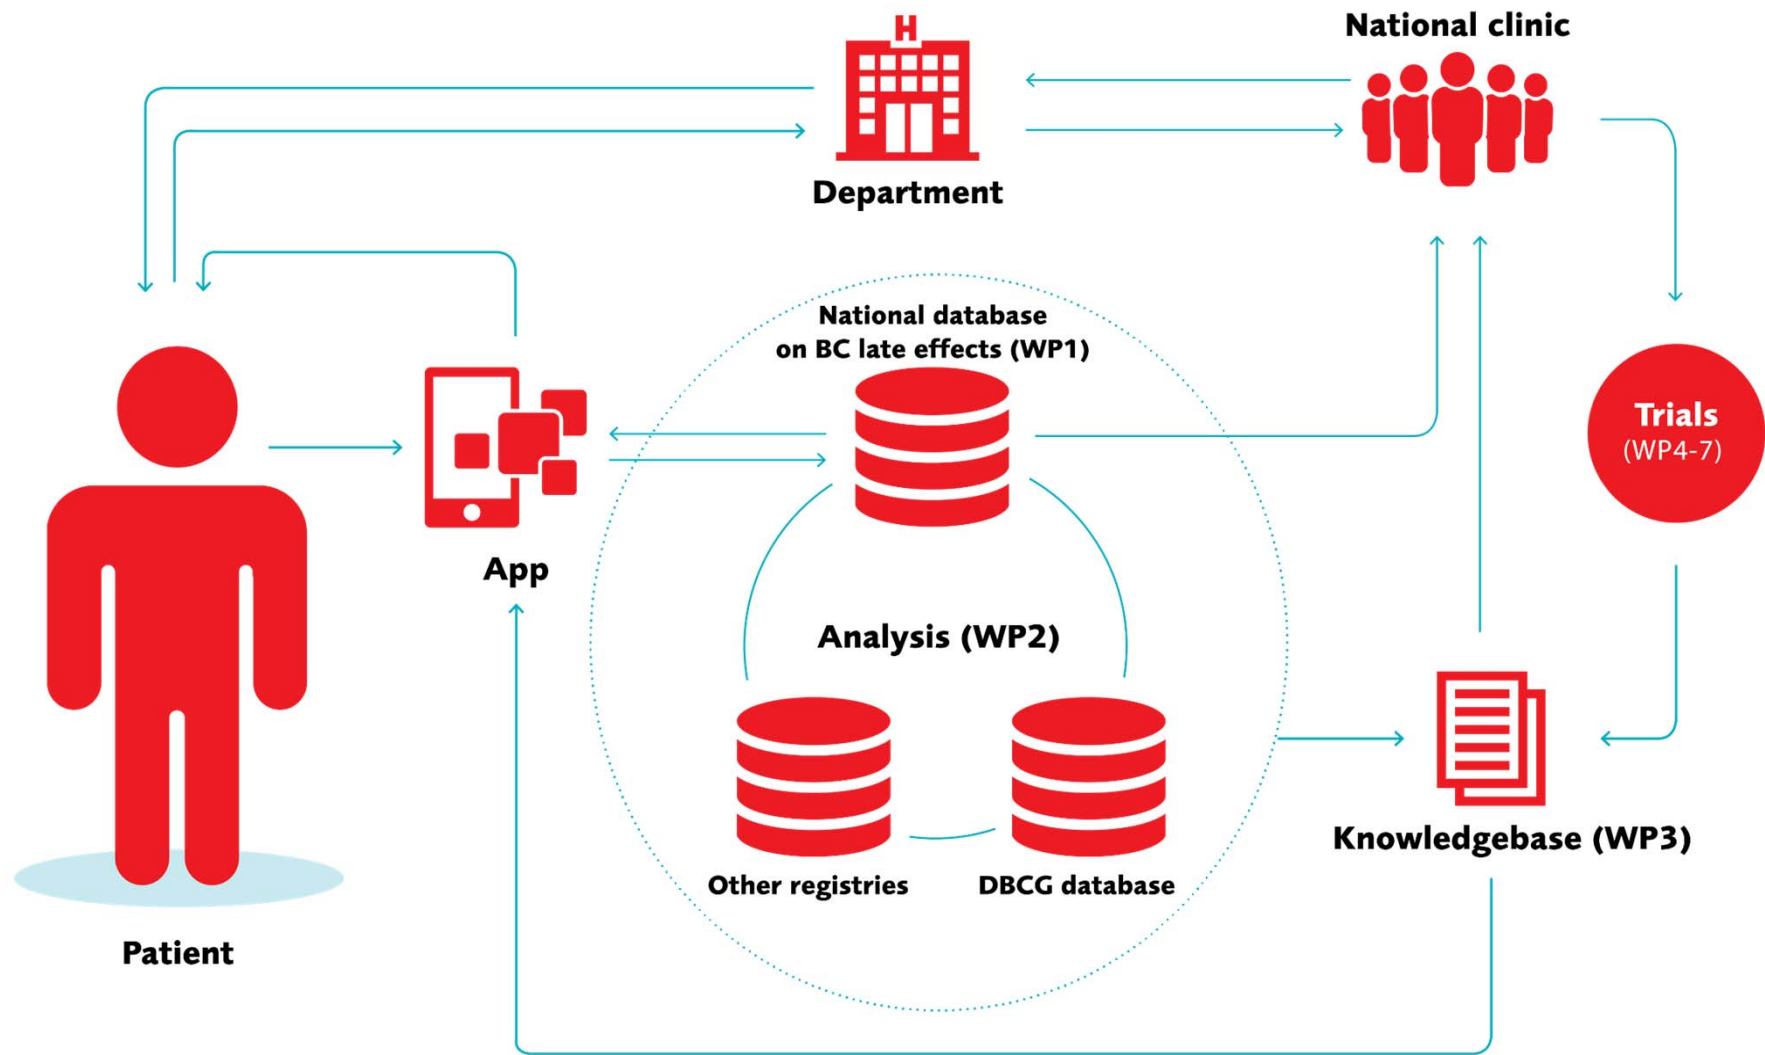 H
National clinic
Department
National database
on BC late effects (WP1)
Trials
(WP4-7)
App
Analysis (WP2)
Knowledgebase (WP3)
Other registries
DBCG database
Patient